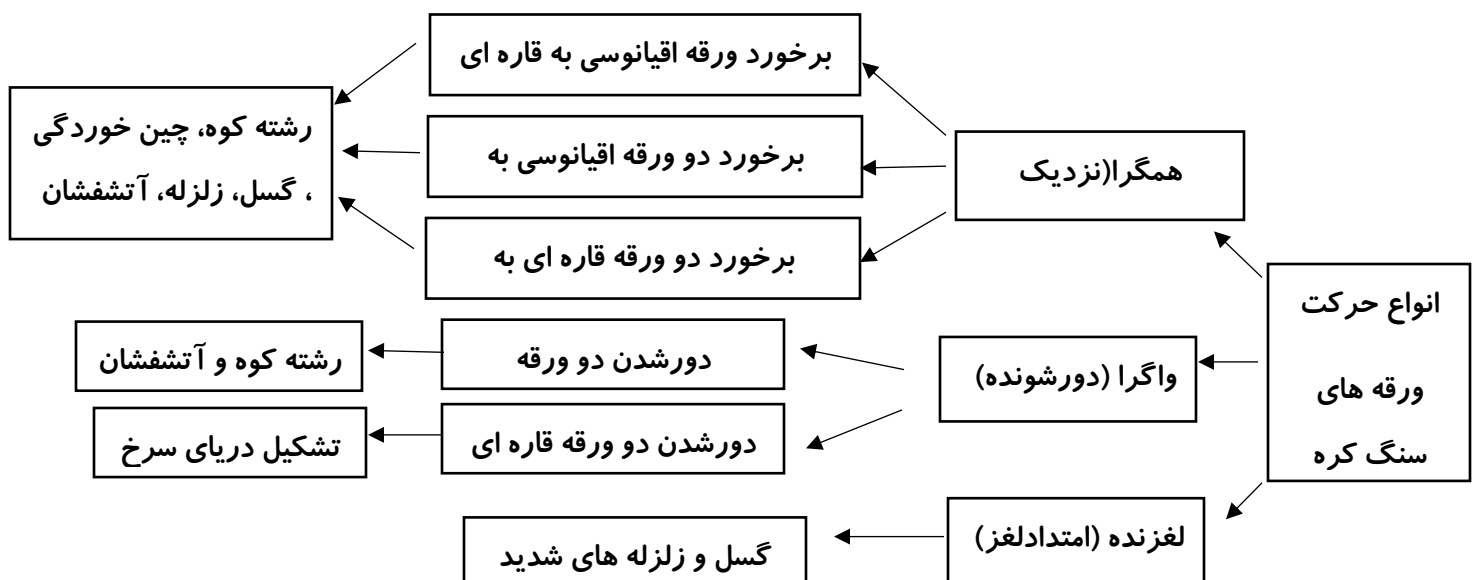 انواع حرکت
ورقه های
سنگ کره
همگرا(نزدیک
برخورد ورقه اقیانوسی به قاره ای
برخورد دو ورقه اقیانوسی به
برخورد دو ورقه قاره ای به
رشته کوه، چین خوردگی
، گسل، زلزله، آتشفشان
واگرا (دورشونده)
دورشدن دو ورقه
رشته کوه و آتشفشان
دورشدن دو ورقه قاره ای
تشکیل دریای سرخ
لغزنده (امتدادلغز)
گسل و زلزله های شدید